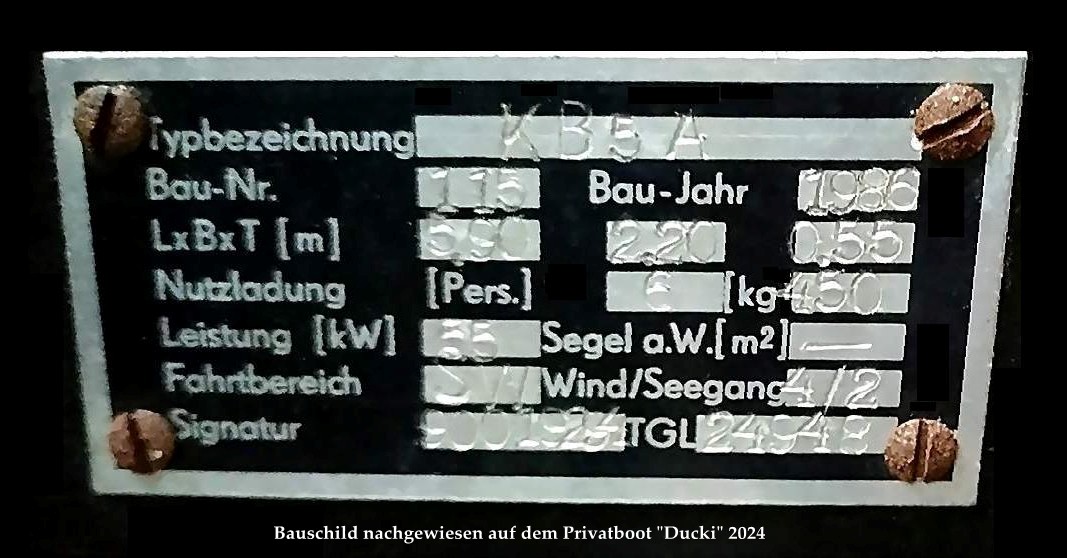 Typbezeichnung KB5A
Bau-Nr. 115 Bau-Jahr 1986
LxBxT [m] 5,90 2,20 0,55
Nutzladung [Pers.] 6 [kg 450
Leistung [kW] 55 Segel a.W.[m²] —
Fahrtbereich Wind/Seegang 4/2
Signatur TGL 24948
Bauschild nachgewiesen auf dem Privatboot "Ducki" 2024